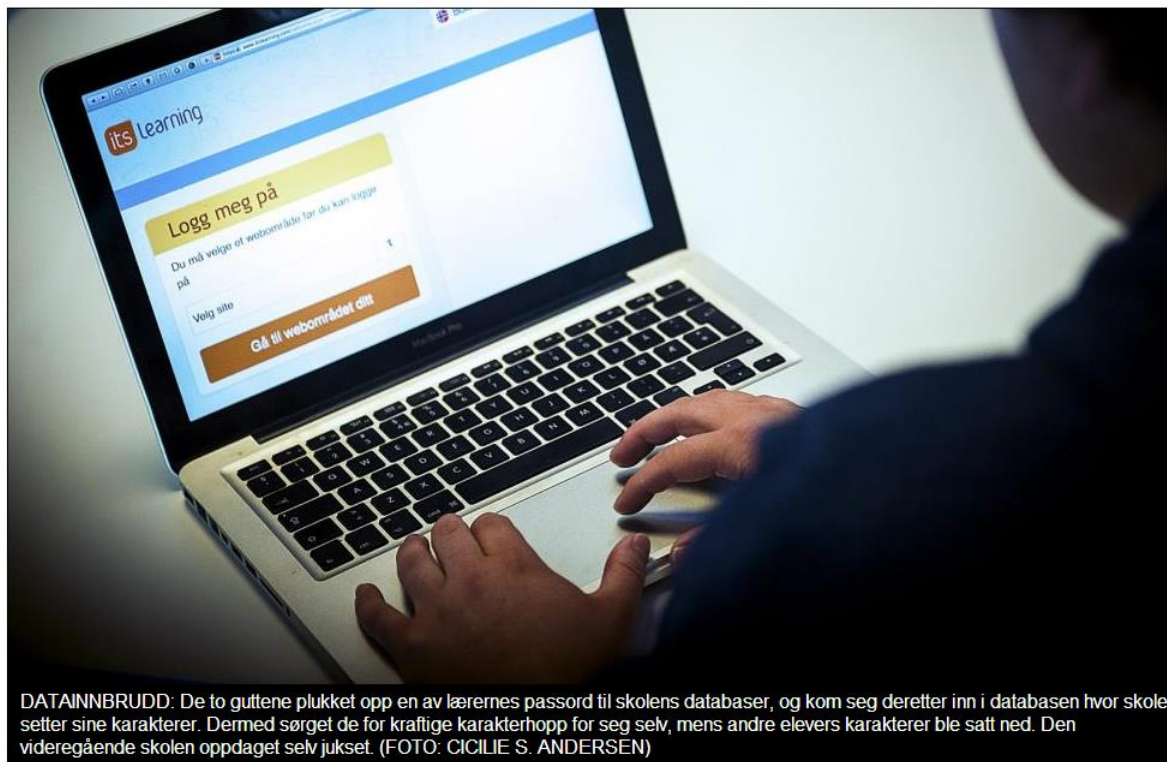 its learning
Logg meg på
Du må velge et webområde før du kan logge
på
Velg site
Gå til webområdet ditt
MacBook Pro
DATAINNBRUDD: De to guttene plukket opp en av lærernes passord til skolens databaser, og kom seg deretter inn i databasen hvor skole
setter sine karakterer. Dermed sørget de for kraftige karakterhopp for seg selv, mens andre elevers karakterer ble satt ned. Den
videregående skolen oppdaget selv jukset. (FOTO: CICILIE S. ANDERSEN)